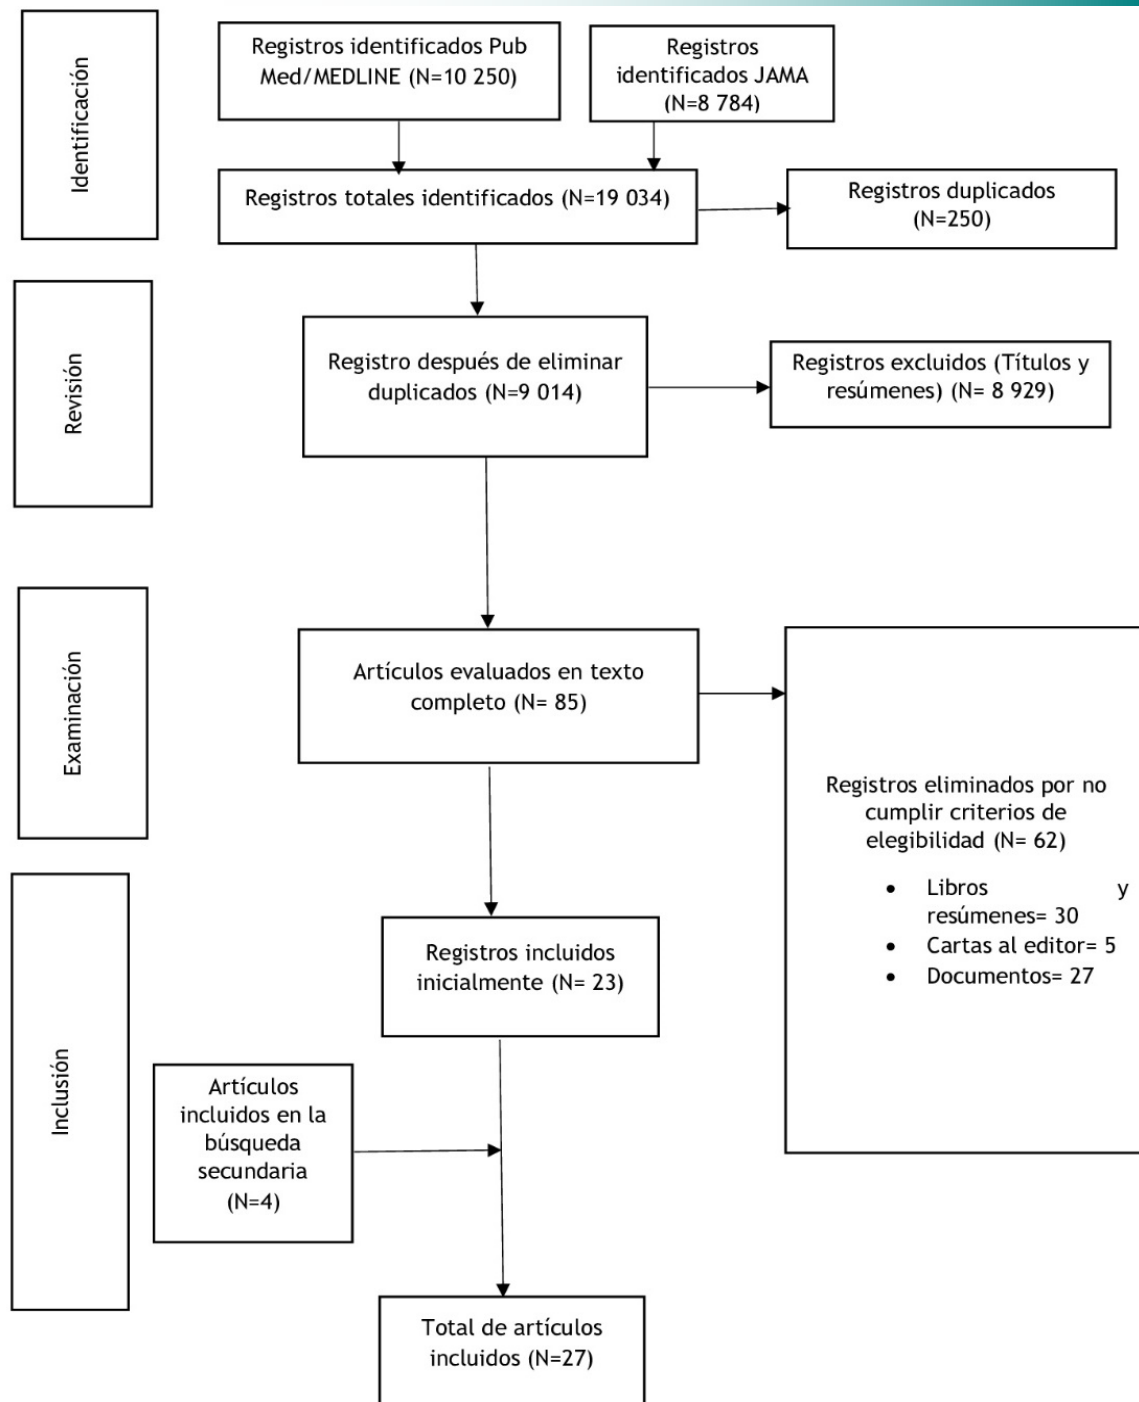 Identificación
Registros identificados Pub
Med/MEDLINE (N=10 250)
Registros
identificados JAMA
(N=8 784)
Registros totales identificados (N=19 034)
Registros duplicados
(N=250)
Revisión
Registro después de eliminar
duplicados (N=9 014)
Registros excluidos (Títulos y
resúmenes) (N= 8 929)
Examinación
Artículos evaluados en texto
completo (N= 85)
Registros eliminados por no
cumplir criterios de
elegibilidad (N= 62)
• Libros y
resúmenes= 30
• Cartas al editor= 5
• Documentos= 27
Inclusión
Registros incluidos
inicialmente (N= 23)
Artículos
incluidos en la
búsqueda
secundaria
(N=4)
Total de artículos
incluidos (N=27)